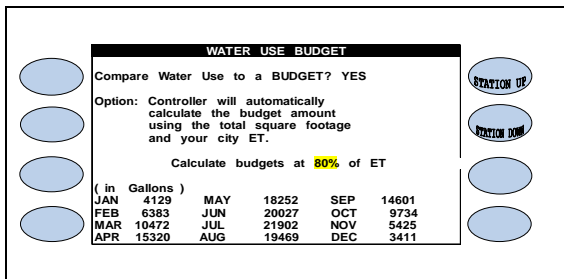 WATER USE BUDGET
Compare Water Use to a BUDGET? YES
STATION UP
Option: Controller will automatically
calculate the budget amount
using the total square footage
and your city ET.
STATION DOWN
Calculate budgets at 80% of ET
( in Gallons )
JAN 4129 MAY 18252 SEP 14601
FEB 6383 JUN 20027 OCT 9734
MAR 10472 JUL 21902 NOV 5425
APR 15320 AUG 19469 DEC 3411